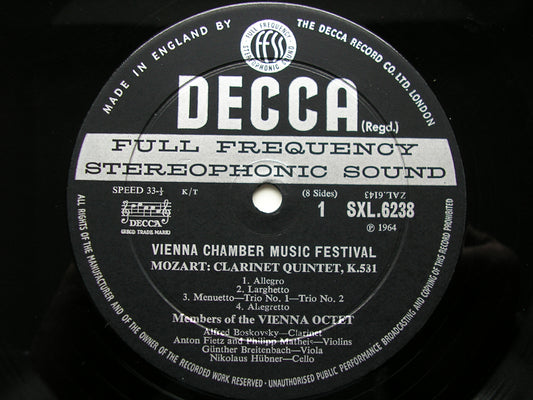 MADE IN ENGLAND BY THE DECCA RECORD CO. LTD. LONDON
FULL FREQUENCY
ffss
STEREOPHONIC SOUND
DECCA
(Regd.)
FULL FREQUENCY
STEREOPHONIC SOUND
SPEED 33-⅓ K/T
(8 Sides)
ZAL.6143
DECCA
(REGD TRADE MARK)
1 SXL.6238
Ⓟ 1964
VIENNA CHAMBER MUSIC FESTIVAL
MOZART: CLARINET QUINTET, K.531
1. Allegro
2. Larghetto
3. Menuetto—Trio No. 1—Trio No. 2
4. Allegretto
Members of the VIENNA OCTET
Alfred Boskovsky—Clarinet
Anton Fietz and Philipp Matheis—Violins
Günther Breitenbach—Viola
Nikolaus Hübner—Cello
ALL RIGHTS OF THE MANUFACTURER AND OF THE OWNER OF THE RECORDED WORK RESERVED · UNAUTHORISED PUBLIC PERFORMANCE BROADCASTING AND COPYING OF THIS RECORD PROHIBITED